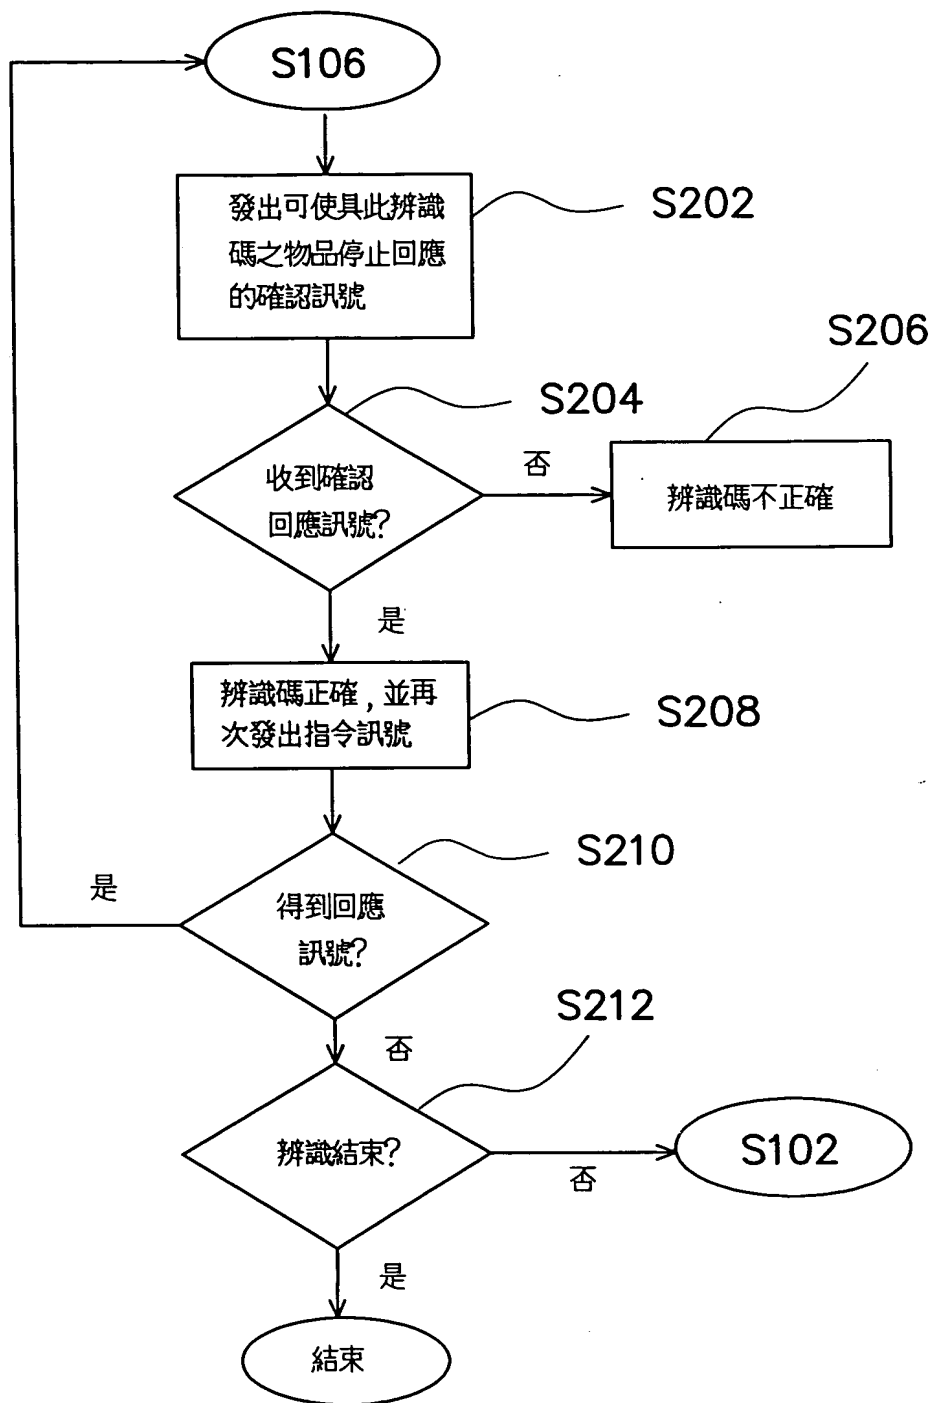 S106
發出可使具此辨識
碼之物品停止回應
的確認訊號
S202
S206
S204
收到確認
回應訊號?
否
辨識碼不正確
是
辨識碼正確,並再
次發出指令訊號
S208
S210
是
得到回應
訊號?
S212
否
辨識結束?
否
S102
是
結束